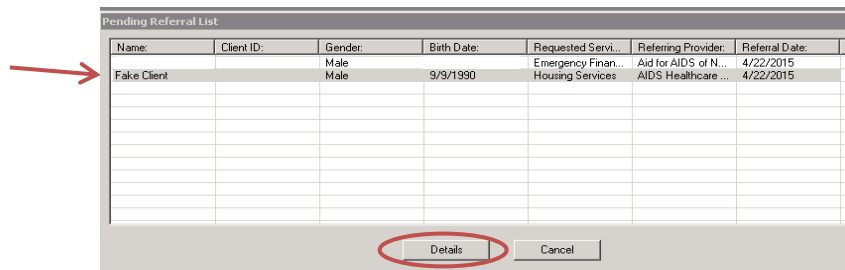 Pending Referral List
Name: Client ID: Gender: Birth Date: Requested Servi... Referring Provider: Referral Date:
Male Emergency Finan... Aid for AIDS of N... 4/22/2015
Fake Client Male 9/9/1990 Housing Services AIDS Healthcare ... 4/22/2015
Details Cancel